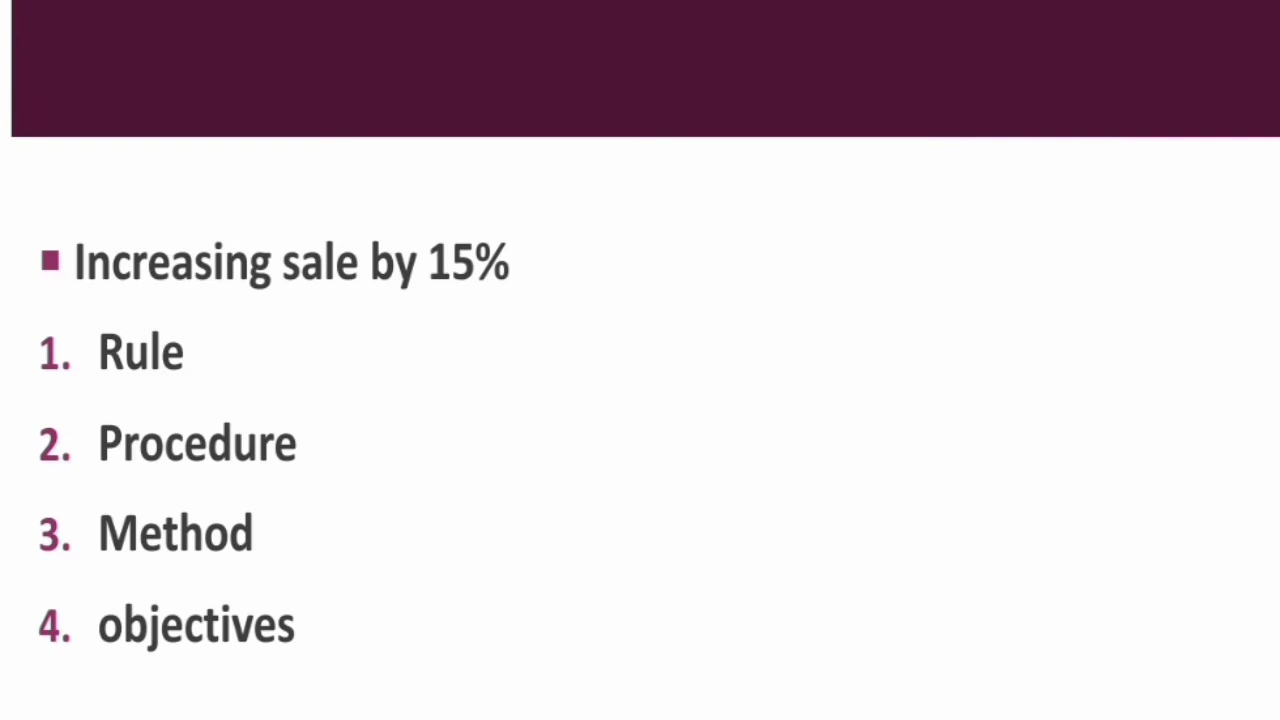 Increasing sale by 15%
1. Rule
2. Procedure
3. Method
4. objectives